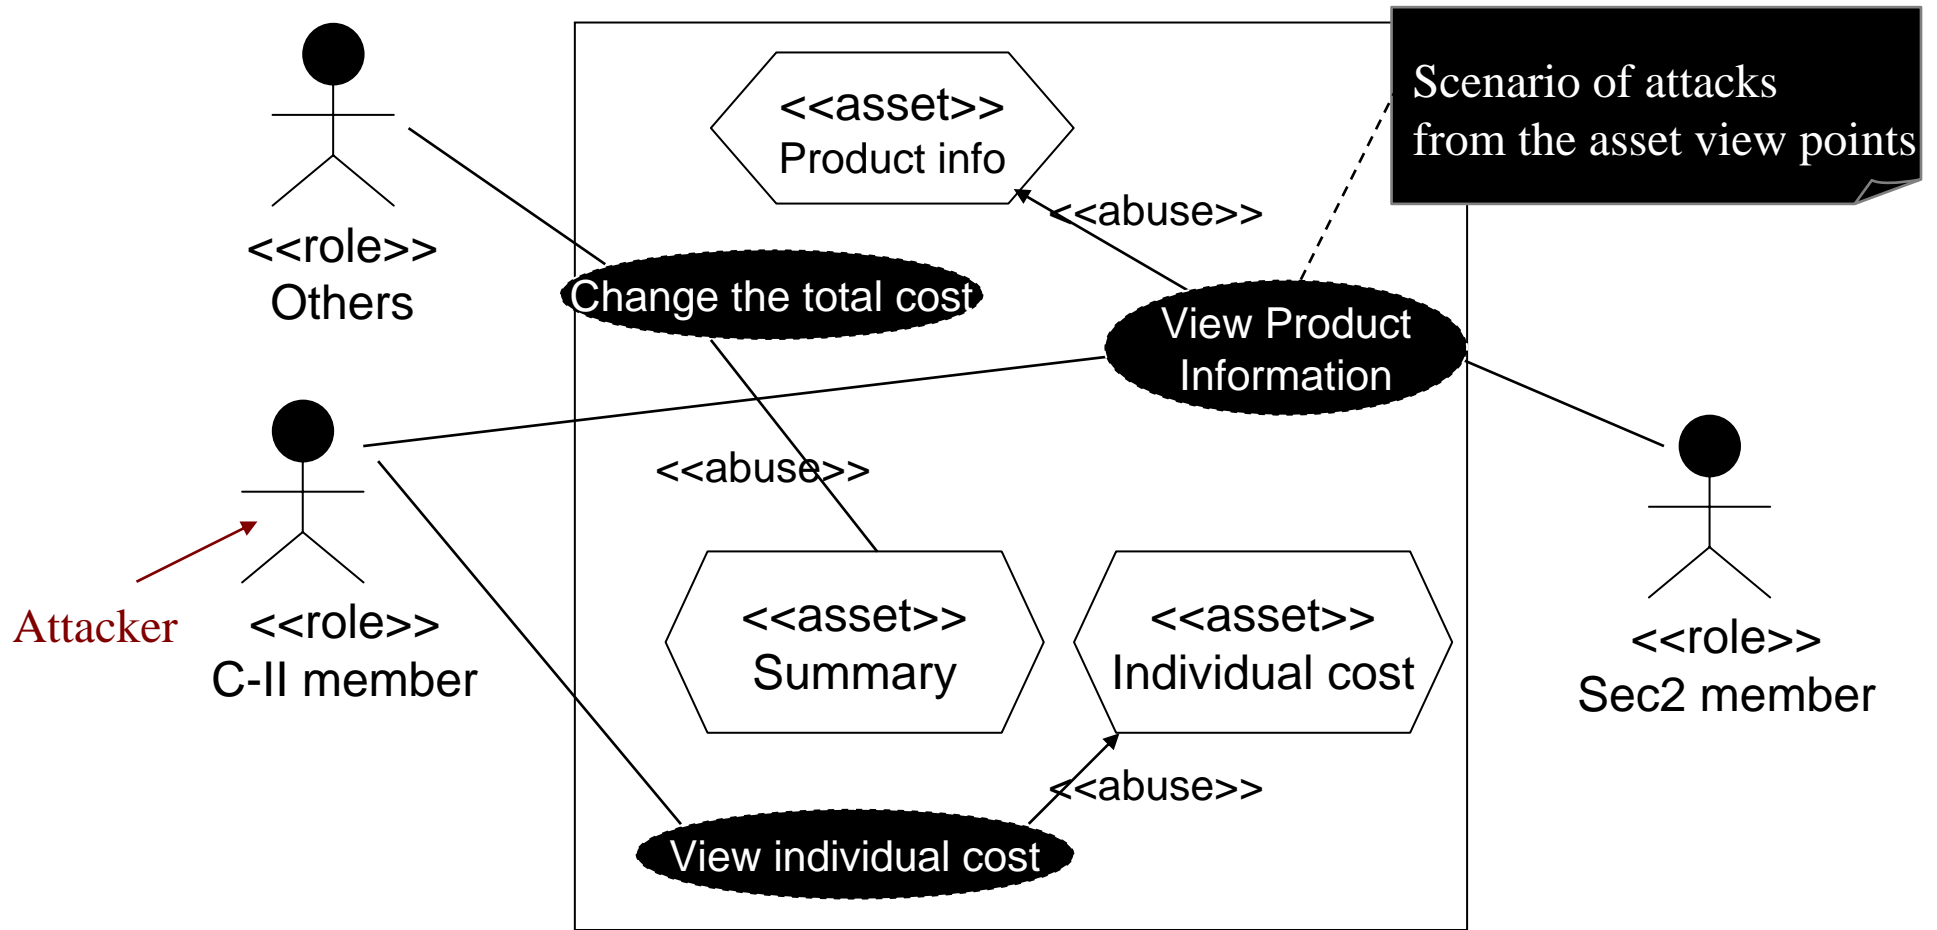 Scenario of attacks
from the asset view points
<<asset>>
Product info
<<abuse>>
<<role>>
Others
Change the total cost
View Product
Information
<<abuse>>
Attacker
<<role>>
C-II member
<<asset>>
Summary
<<asset>>
Individual cost
<<role>>
Sec2 member
<<abuse>>
View individual cost